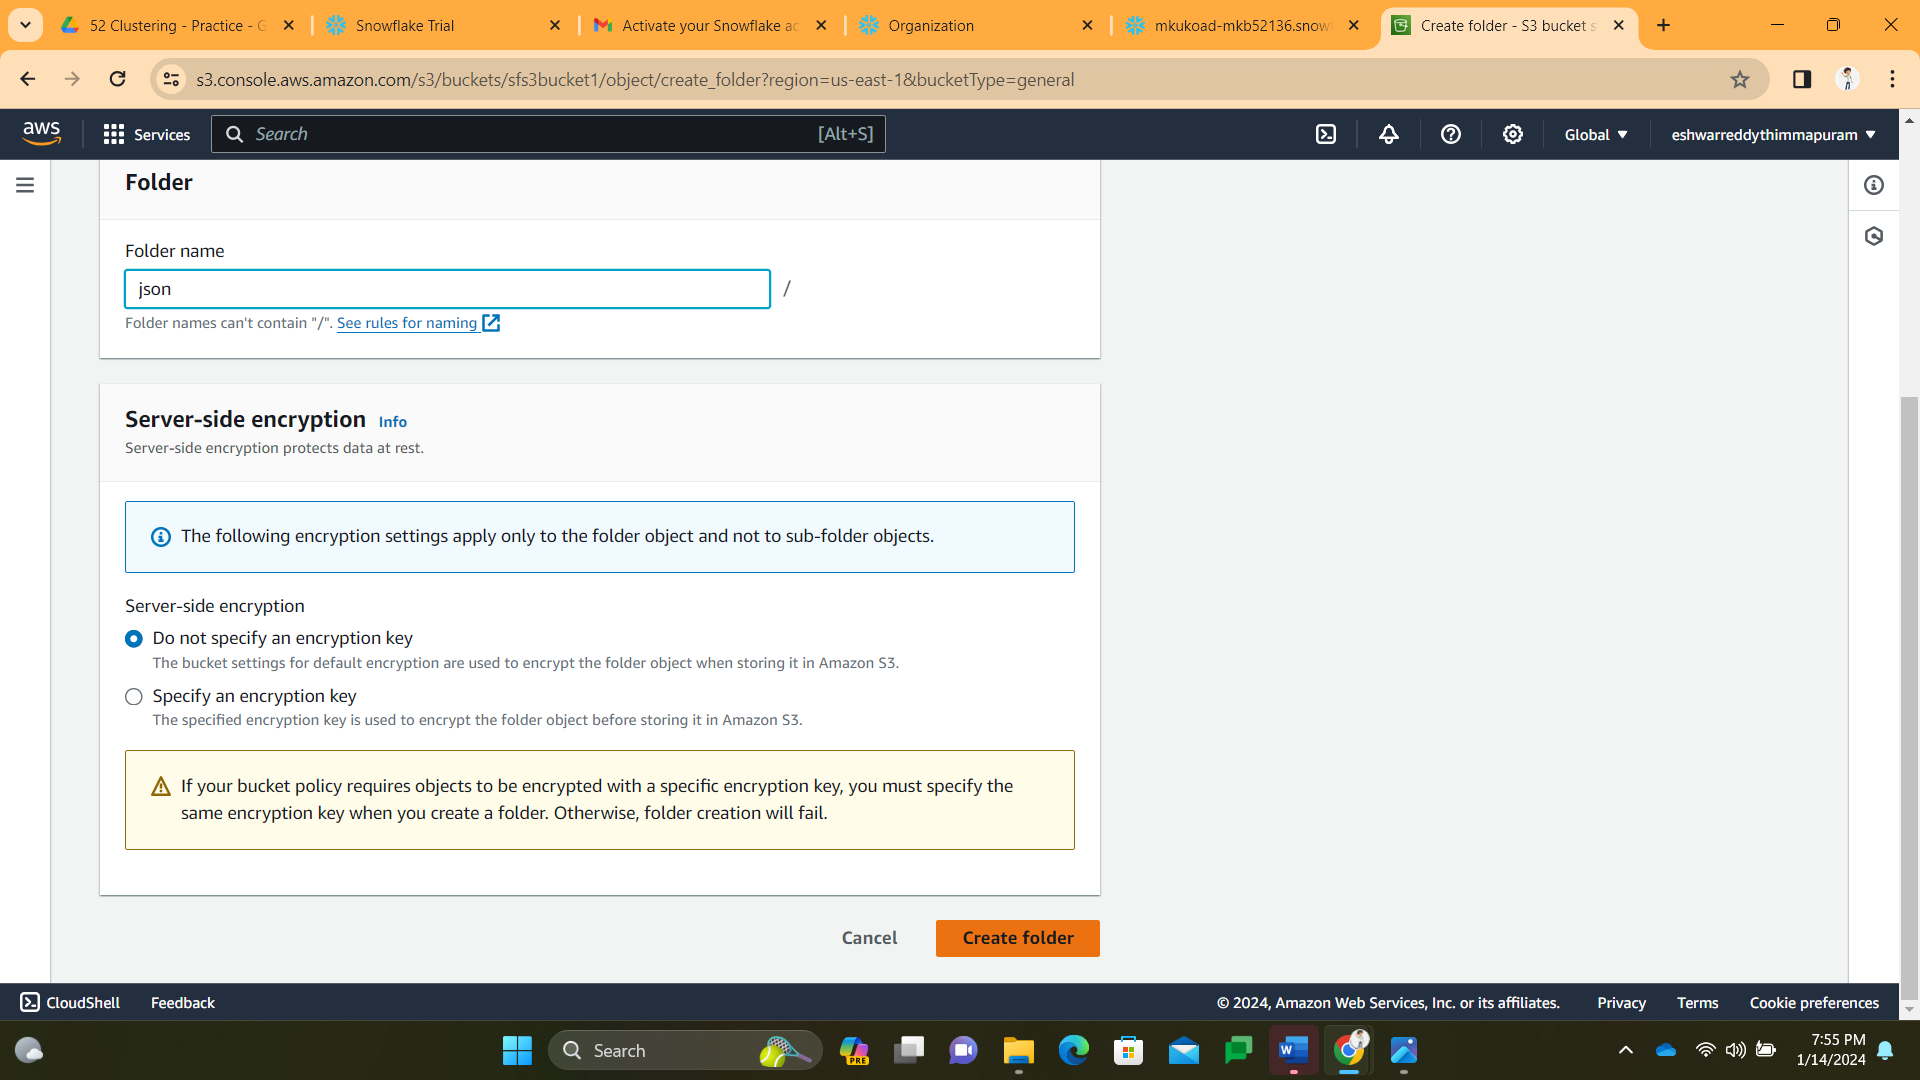 52 Clustering - Practice - G
Snowflake Trial
Activate your Snowflake ac
Organization
mkukoad-mkb52136.snow
Create folder - S3 bucket s
s3.console.aws.amazon.com/s3/buckets/sfs3bucket1/object/create_folder?region=us-east-1&bucketType=general
aws
Services
Search
[Alt+S]
Global
eshwarreddythimmapuram
Folder
Folder name
json
/
Folder names can't contain "/". See rules for naming
Server-side encryption Info
Server-side encryption protects data at rest.
The following encryption settings apply only to the folder object and not to sub-folder objects.
Server-side encryption
Do not specify an encryption key
The bucket settings for default encryption are used to encrypt the folder object when storing it in Amazon S3.
Specify an encryption key
The specified encryption key is used to encrypt the folder object before storing it in Amazon S3.
If your bucket policy requires objects to be encrypted with a specific encryption key, you must specify the
same encryption key when you create a folder. Otherwise, folder creation will fail.
Cancel
Create folder
CloudShell
Feedback
© 2024, Amazon Web Services, Inc. or its affiliates.
Privacy
Terms
Cookie preferences
Search
PRE
W
7:55 PM
1/14/2024